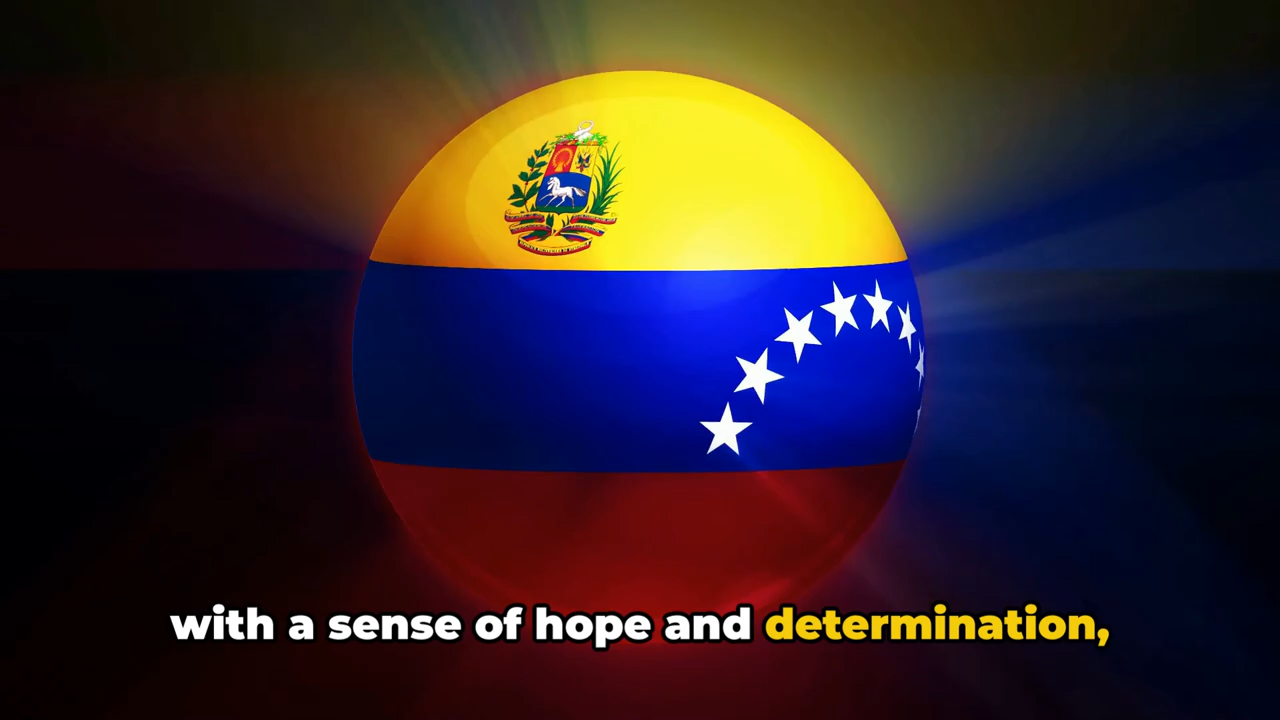 with a sense of hope and determination,